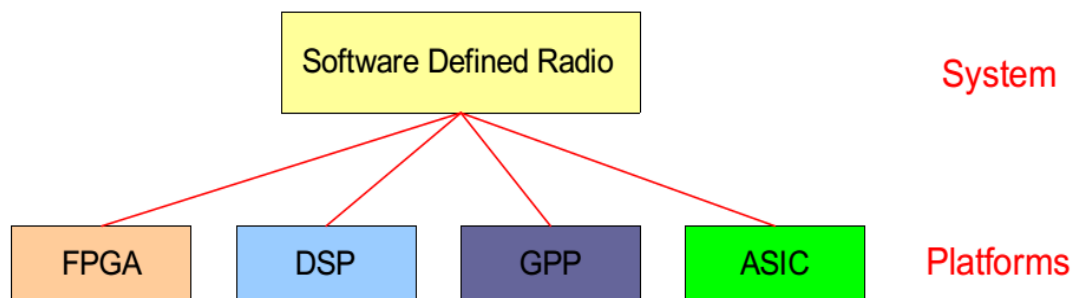 Software Defined Radio
System
FPGA
DSP
GPP
ASIC
Platforms